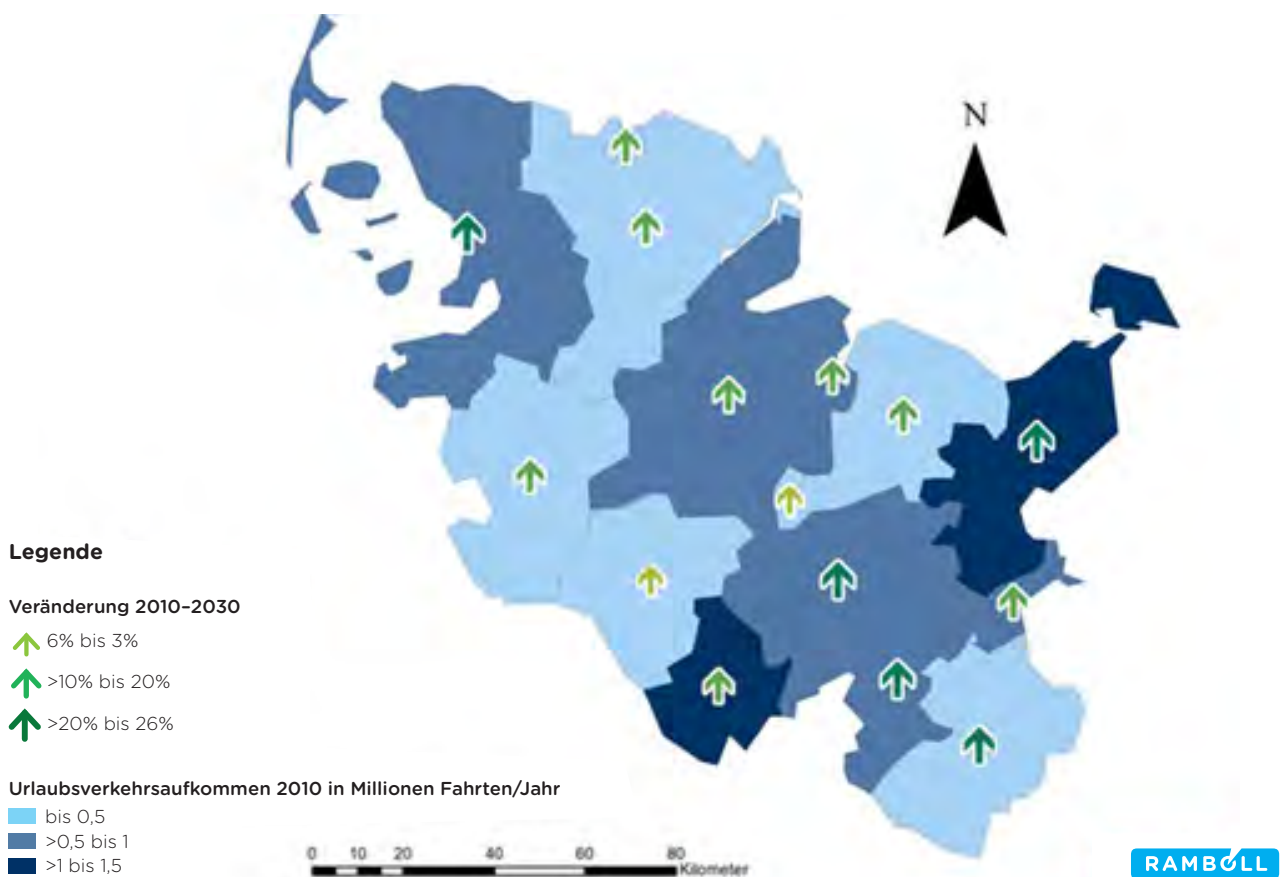 N
Legende
Veränderung 2010–2030
6% bis 3%
>10% bis 20%
>20% bis 26%
Urlaubsverkehrsaufkommen 2010 in Millionen Fahrten/Jahr
bis 0,5
>0,5 bis 1
>1 bis 1,5
0 10 20 40 60 80
Kilometer
RAMBOLL